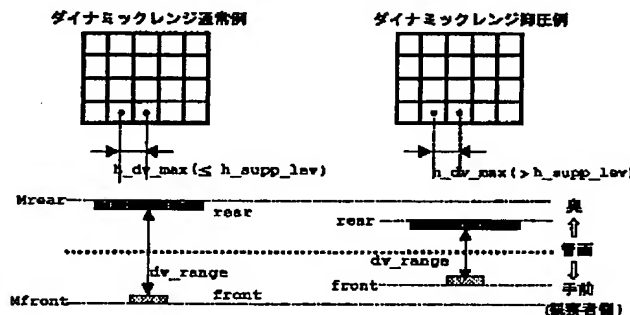 ダイナミックレンジ通常例
ダイナミックレンジ抑圧例
h_dv_max(≤ h_supp_lev)
h_dv_max(> h_supp_lev)
Mrear
rear
rear
奥
管面
dv_range
dv_range
front
front
手前
Mfront
(観察者側)